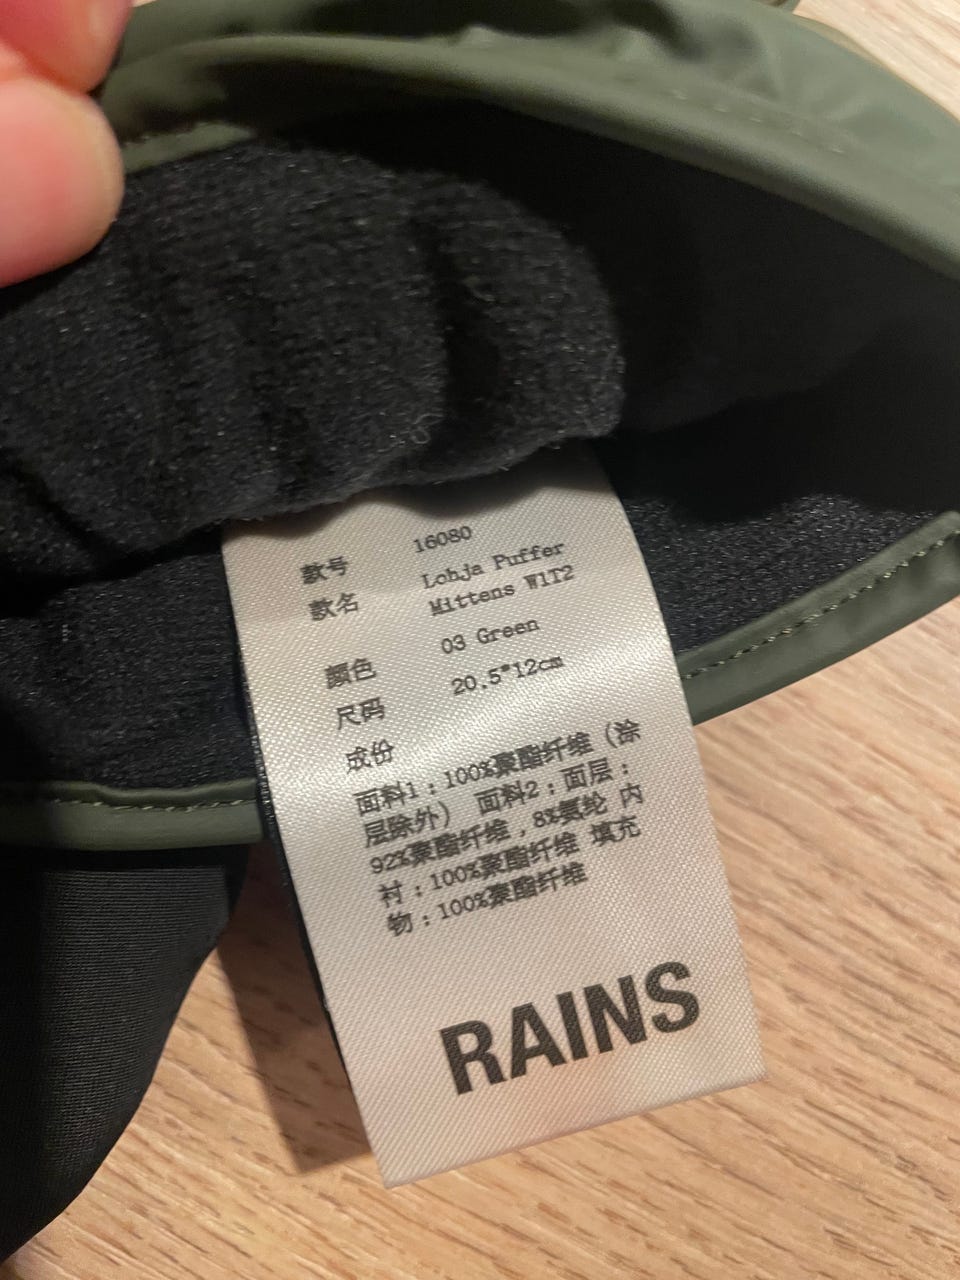 款号 16080
款名 Lohja Puffer
Mittens W1T2
顏色 03 Green
尺码 20.5*12cm
成份
面料1：100%聚酯纤维（涂
层除外） 面料2：面层：
92%聚酯纤维，8%氨纶 内
衬：100%聚酯纤维 填充
物：100%聚酯纤维
RAINS